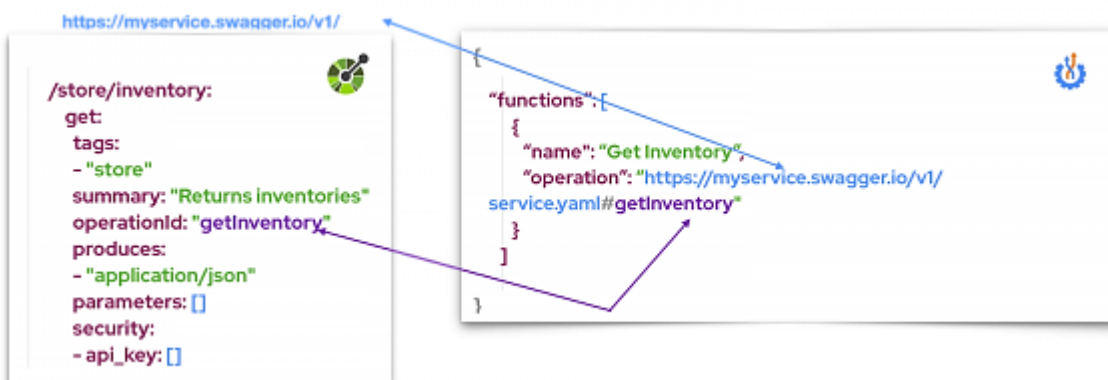 https://myservice.swagger.io/v1/
/store/inventory:
get:
tags:
- "store"
summary: "Returns inventories"
operationId: "getInventory"
produces:
- "application/json"
parameters: []
security:
- api_key: []
{
“functions”: [
{
“name”: “Get Inventory”,
“operation”: “https://myservice.swagger.io/v1/
service.yaml#getInventory"
}
]
}